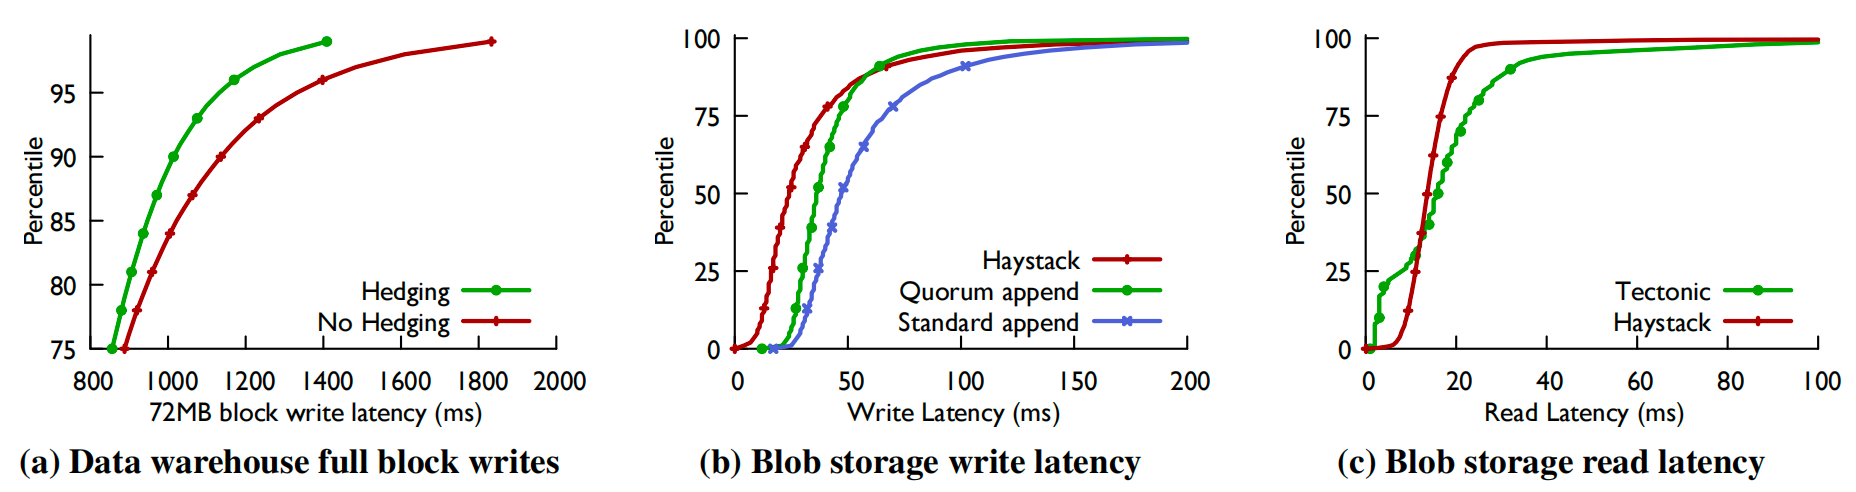 Percentile
95
90
85
80
75
Hedging
No Hedging
800 1000 1200 1400 1600 1800 2000
72MB block write latency (ms)
(a) Data warehouse full block writes
Percentile
100
75
50
25
0
Haystack
Quorum append
Standard append
0 50 100 150 200
Write Latency (ms)
(b) Blob storage write latency
Percentile
100
75
50
25
0
Tectonic
Haystack
0 20 40 60 80 100
Read Latency (ms)
(c) Blob storage read latency